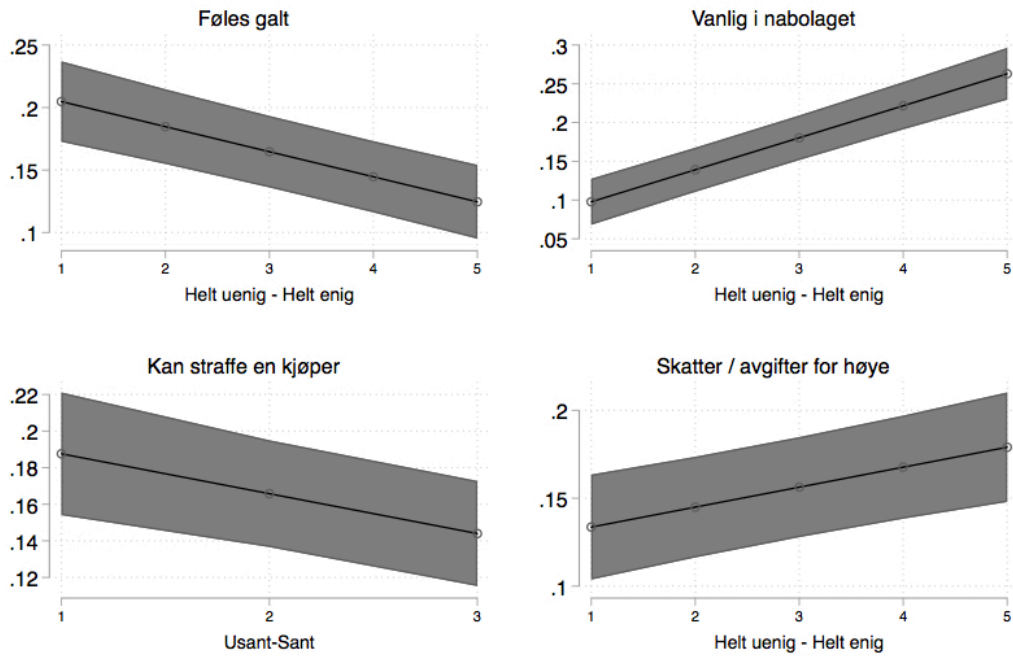 Føles galt
.25
.2
.15
.1
1 2 3 4 5
Helt uenig - Helt enig
Vanlig i nabolaget
.3
.25
.2
.15
.1
.05
1 2 3 4 5
Helt uenig - Helt enig
Kan straffe en kjøper
.22
.2
.18
.16
.14
.12
1 2 3
Usant-Sant
Skatter / avgifter for høye
.2
.15
.1
1 2 3 4 5
Helt uenig - Helt enig